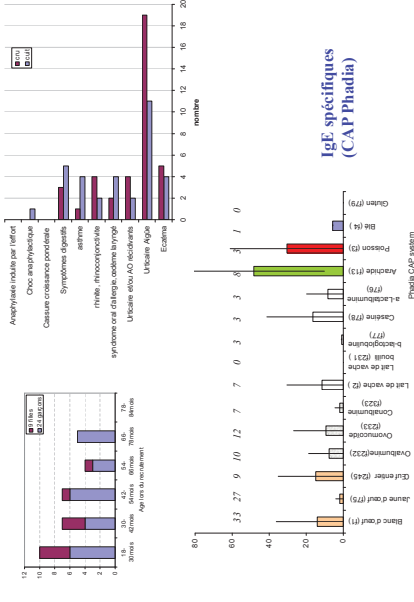 9 filles
24 garçons
12
10
8
6
4
2
0
18-
30mois
30-
42mois
42-
54mois
54-
66mois
66-
78mois
78-
84mois
Age lors du recrutement
cru
cuit
Anaphylaxie induite par l'effort
Choc anaphylactique
Cassure croissance pondérale
Symptômes digestifs
asthme
rhinite, rhinoconjonctivite
syndrome oral d'allergie, œdème laryngé
Urticaire et/ou AO récidivants
Urticaire Aigüe
Eczéma
0 2 4 6 8 10 12 14 16 18 20
nombre
IgE spécifiques
(CAP Phadia)
80
60
40
20
0
33 27 9 10 12 7 7 0 3 3 3 8 1 0
Blanc d'œuf (f1)
Jaune d'œuf (f75)
Œuf entier (f245)
Ovalbumine(f232)
Ovomucoïde
(f233)
Conalbumine
(f323)
Lait de vache (f2 )
Lait de vache
bouilli (f231 )
b-lactoglobuline
(f77)
Caséine (f78)
a-Lactalbumine
(f76)
Arachide (f13)
Poisson (f3)
Blé (f4 )
Gluten (f79)
Phadia CAP system